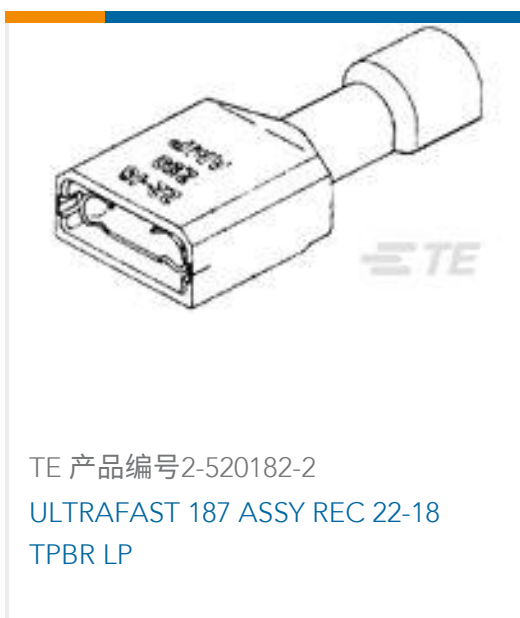 TE
TE 产品编号2-520182-2
ULTRAFAST 187 ASSY REC 22-18
TPBR LP